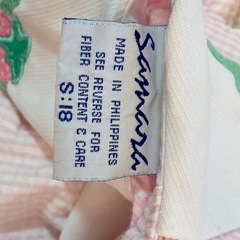 Samara
MADE IN PHILIPPINES
SEE REVERSE FOR
FIBER CONTENT & CARE
S:18